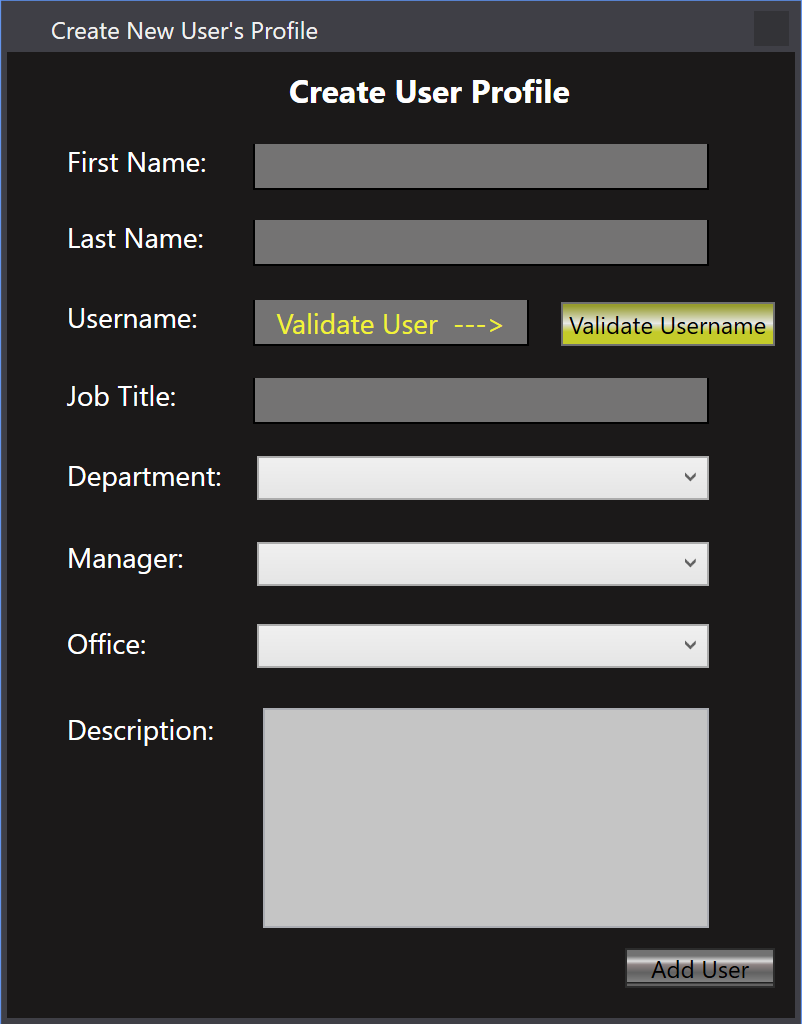 Create New User's Profile
Create User Profile
First Name:
Last Name:
Username: Validate User ---> Validate Username
Job Title:
Department:
Manager:
Office:
Description:
Add User